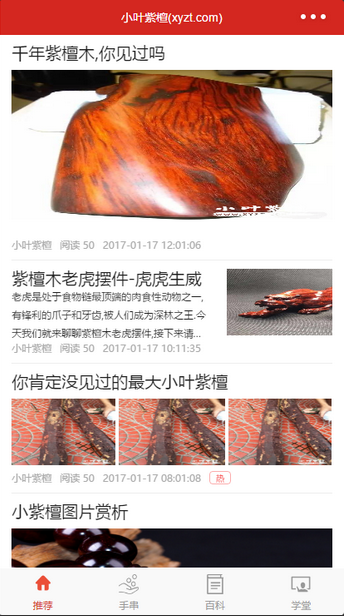 小叶紫檀(xyzt.com)
千年紫檀木,你见过吗
小叶紫檀 阅读 50 2017-01-17 12:01:06
紫檀木老虎摆件-虎虎生威
老虎是处于食物链最顶端的肉食性动物之一,
有锋利的爪子和牙齿,被人们成为深林之王.今
天我们就来聊聊紫檀木老虎摆件,接下来请...
小叶紫檀 阅读 50 2017-01-17 10:11:35
你肯定没见过的最大小叶紫檀
小叶紫檀 阅读 50 2017-01-17 08:01:08 热
小紫檀图片赏析
推荐 手串 百科 学堂